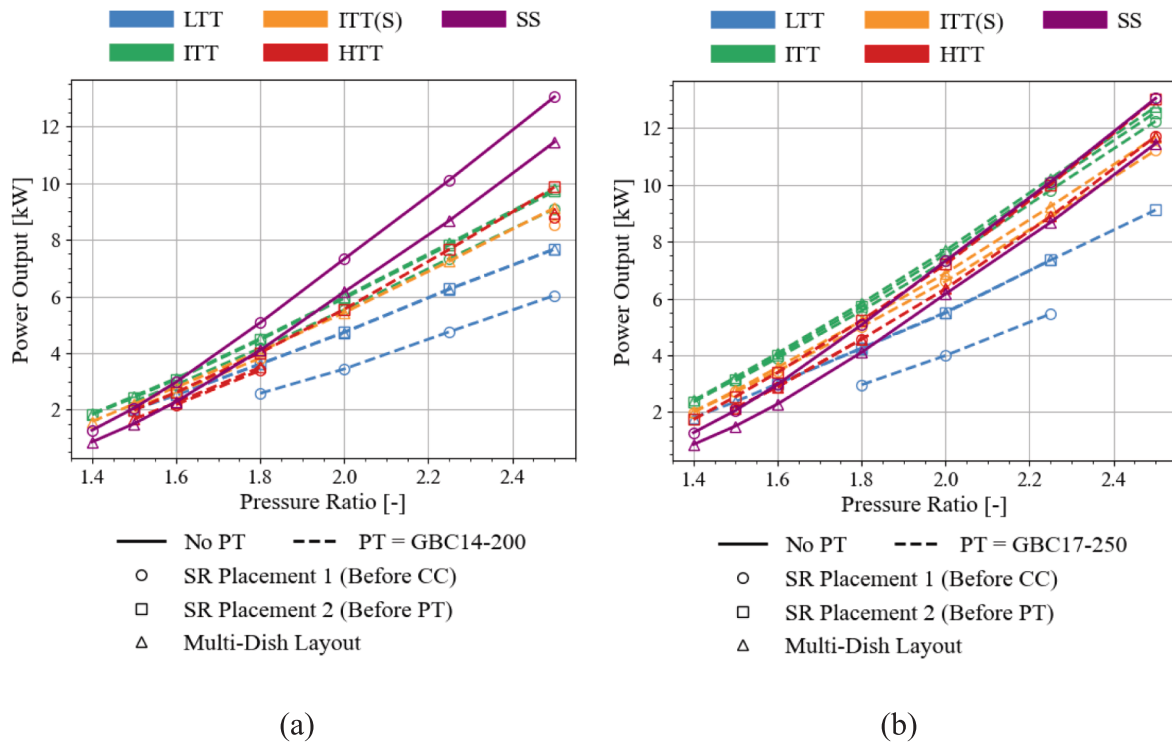 LTT
ITT(S)
SS
ITT
HTT
Power Output [kW]
12
10
8
6
4
2
1.4
1.6
1.8
2.0
2.2
2.4
Pressure Ratio [-]
No PT
PT = GBC14-200
SR Placement 1 (Before CC)
SR Placement 2 (Before PT)
Multi-Dish Layout
(a)
LTT
ITT(S)
SS
ITT
HTT
Power Output [kW]
12
10
8
6
4
2
1.4
1.6
1.8
2.0
2.2
2.4
Pressure Ratio [-]
No PT
PT = GBC17-250
SR Placement 1 (Before CC)
SR Placement 2 (Before PT)
Multi-Dish Layout
(b)